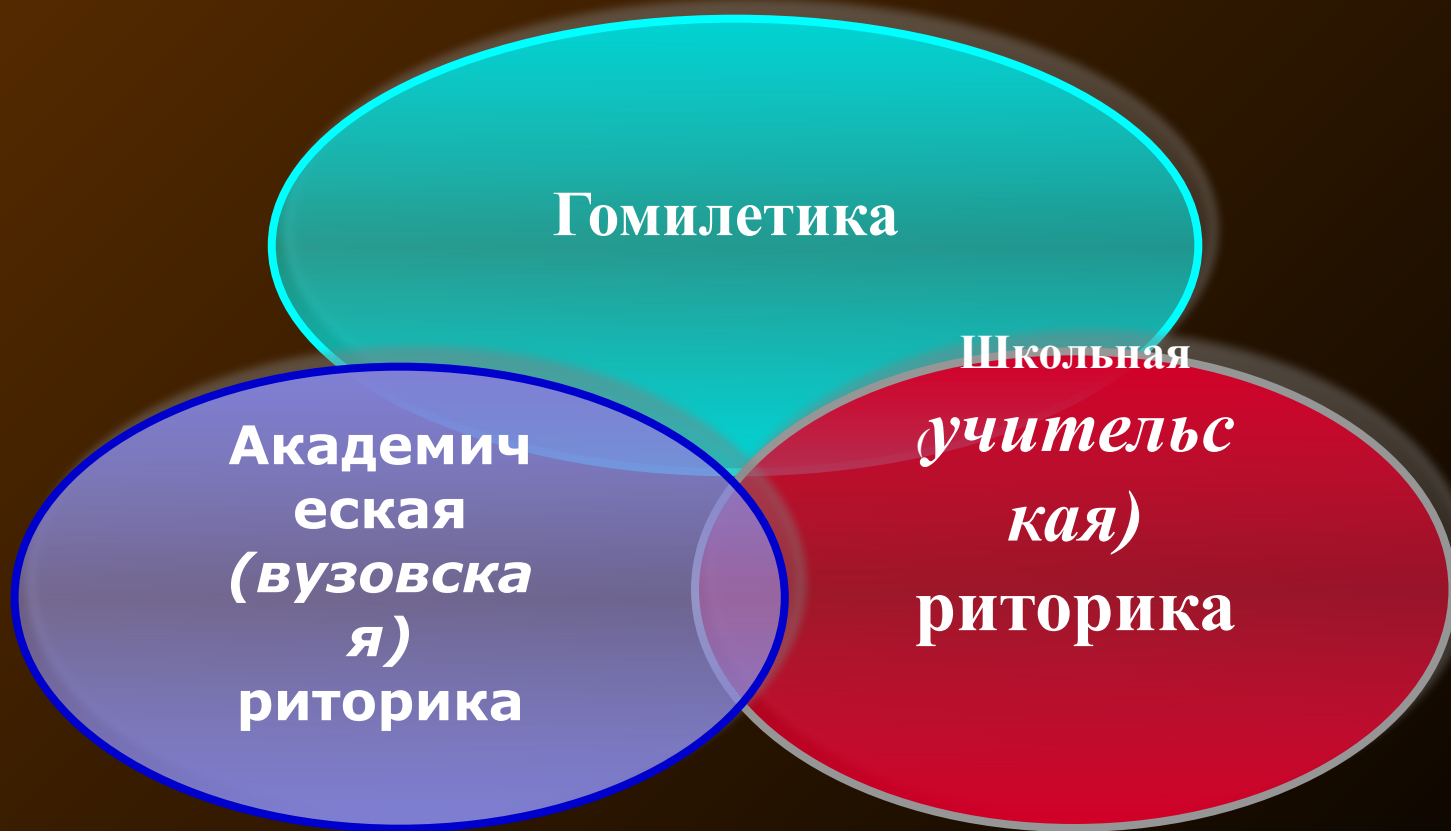 Гомилетика
Академич
еская
(вузовска
я)
риторика
Школьная
(учительс
кая)
риторика